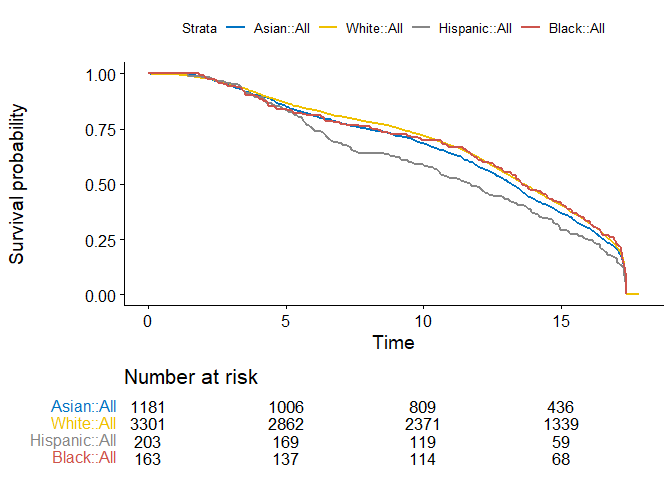 Strata Asian::All White::All Hispanic::All Black::All
Survival probability
1.00
0.75
0.50
0.25
0.00
0 5 10 15
Time
Number at risk
Asian::All 1181 1006 809 436
White::All 3301 2862 2371 1339
Hispanic::All 203 169 119 59
Black::All 163 137 114 68